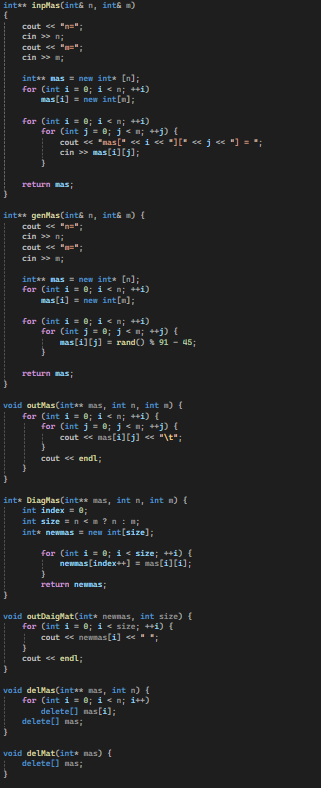 int** inpMas(int& n, int& m)
{
    cout << "n=";
    cin >> n;
    cout << "m=";
    cin >> m;

    int** mas = new int* [n];
    for (int i = 0; i < n; ++i)
        mas[i] = new int[m];

    for (int i = 0; i < n; ++i)
        for (int j = 0; j < m; ++j) {
            cout << "mas[" << i << "][" << j << "] = ";
            cin >> mas[i][j];
        }

    return mas;
}

int** genMas(int& n, int& m) {
    cout << "n=";
    cin >> n;
    cout << "m=";
    cin >> m;

    int** mas = new int* [n];
    for (int i = 0; i < n; ++i)
        mas[i] = new int[m];

    for (int i = 0; i < n; ++i)
        for (int j = 0; j < m; ++j) {
            mas[i][j] = rand() % 91 - 45;
        }

    return mas;
}

void outMas(int** mas, int n, int m) {
    for (int i = 0; i < n; ++i) {
        for (int j = 0; j < m; ++j) {
            cout << mas[i][j] << "\t";
        }
        cout << endl;
    }
}

int* DiagMas(int** mas, int n, int m) {
    int index = 0;
    int size = n < m ? n : m;
    int* newmas = new int[size];

        for (int i = 0; i < size; ++i) {
            newmas[index++] = mas[i][i];
        }
        return newmas;
}

void outDaigMat(int* newmas, int size) {
    for (int i = 0; i < size; ++i) {
        cout << newmas[i] << " ";
    }
    cout << endl;
}

void delMas(int** mas, int n) {
    for (int i = 0; i < n; i++)
        delete[] mas[i];
    delete[] mas;
}

void delMat(int* mas) {
    delete[] mas;
}